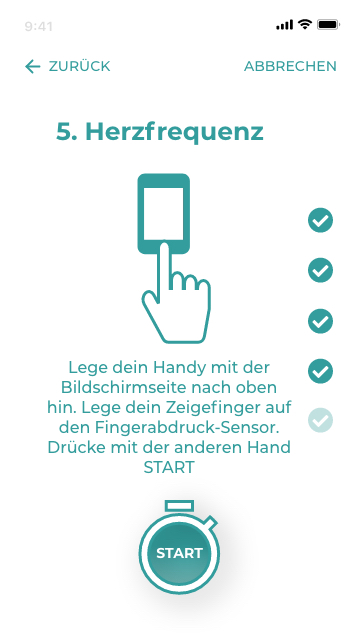 9:41
ZURÜCK
ABBRECHEN
5. Herzfrequenz
Lege dein Handy mit der
Bildschirmseite nach oben
hin. Lege dein Zeigefinger auf
den Fingerabdruck-Sensor.
Drücke mit der anderen Hand
START
START